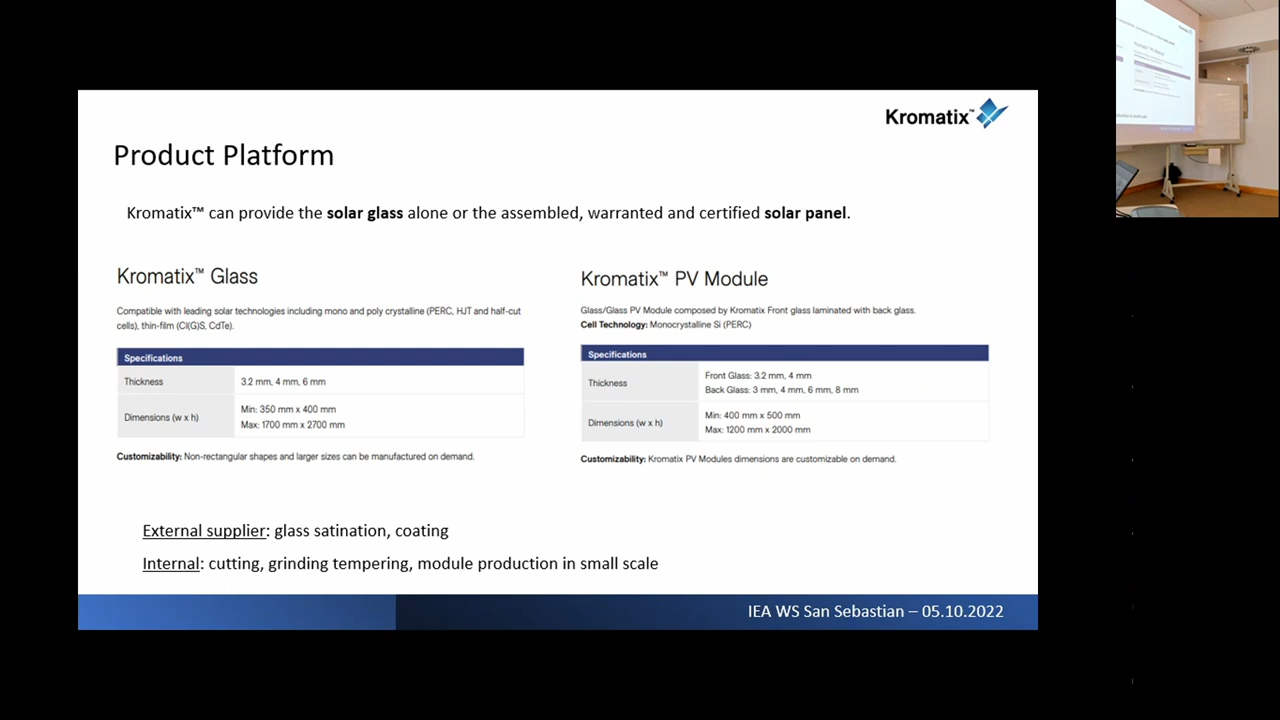 Kromatix™
Product Platform
Kromatix™ can provide the solar glass alone or the assembled, warranted and certified solar panel.
Kromatix™ Glass
Compatible with leading solar technologies including mono and poly crystalline (PERC, HJT and half-cut
cells), thin-film (CI(G)S, CdTe).
Specifications
Thickness
3.2 mm, 4 mm, 6 mm
Dimensions (w x h)
Min: 350 mm x 400 mm
Max: 1700 mm x 2700 mm
Customizability: Non-rectangular shapes and larger sizes can be manufactured on demand.
Kromatix™ PV Module
Glass/Glass PV Module composed by Kromatix Front glass laminated with back glass.
Cell Technology: Monocrystalline Si (PERC)
Specifications
Thickness
Front Glass: 3.2 mm, 4 mm
Back Glass: 3 mm, 4 mm, 6 mm, 8 mm
Dimensions (w x h)
Min: 400 mm x 500 mm
Max: 1200 mm x 2000 mm
Customizability: Kromatix PV Modules dimensions are customizable on demand.
External supplier: glass satination, coating
Internal: cutting, grinding tempering, module production in small scale
IEA WS San Sebastian – 05.10.2022